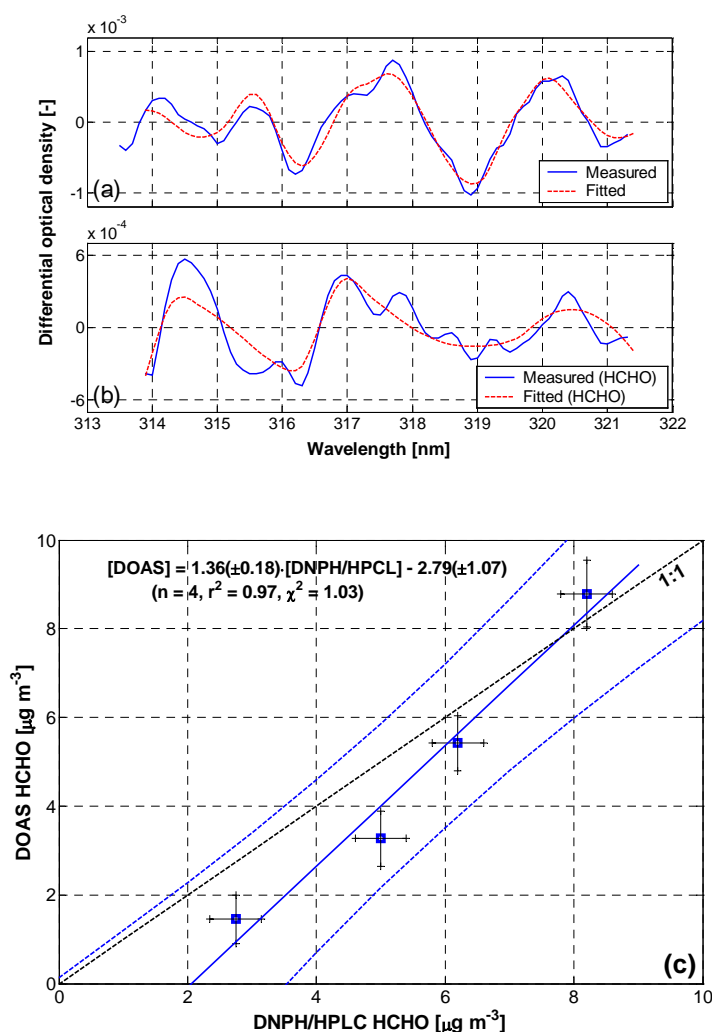 x 10⁻³
1
0
-1
(a)
Measured
Fitted
Differential optical density [-]
x 10⁻⁴
6
0
-6
(b)
Measured (HCHO)
Fitted (HCHO)
313 314 315 316 317 318 319 320 321 322
Wavelength [nm]
[DOAS] = 1.36(±0.18)·[DNPH/HPCL] - 2.79(±1.07)
(n = 4, r² = 0.97, χ² = 1.03)
1:1
10
8
6
4
2
0
DOAS HCHO [μg m⁻³]
(c)
0 2 4 6 8 10
DNPH/HPLC HCHO [μg m⁻³]